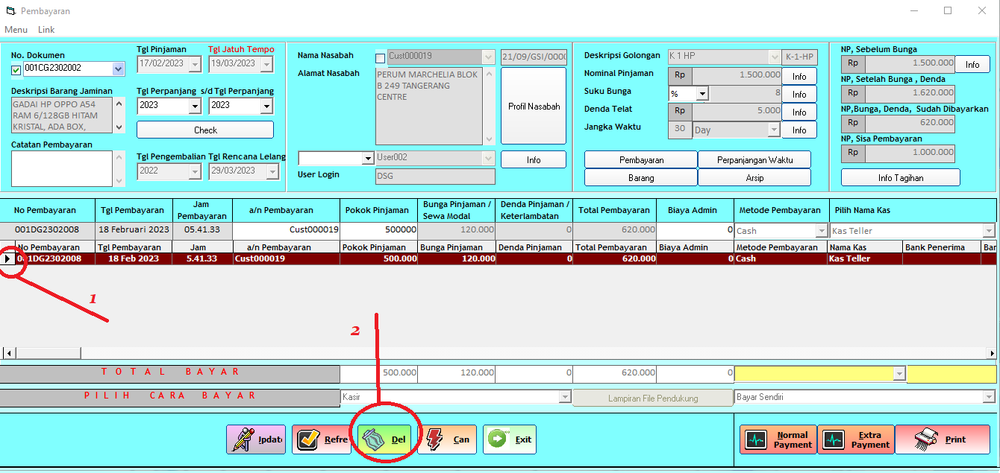 Pembayaran
Menu Link
No. Dokumen
001CG2302002
Deskripsi Barang Jaminan
GADAI HP OPPO A54
RAM 6/128GB HITAM
KRISTAL, ADA BOX,
Catatan Pembayaran
Tgl Pinjaman Tgl Jatuh Tempo
17/02/2023 19/03/2023
Tgl Perpanjang s/d Tgl Perpanjang
2023 2023
Check
Tgl Pengembalian Tgl Rencana Lelang
2022 29/03/2023
Nama Nasabah Cust000019 21/09/GSI/0000
Alamat Nasabah
PERUM MARCHELIA BLOK
B 249 TANGERANG
CENTRE
Profil Nasabah
User002 Info
User Login DSG
Deskripsi Golongan K 1 HP K-1-HP
Nominal Pinjaman Rp 1.500.000 Info
Suku Bunga % 8 Info
Denda Telat Rp 5.000 Info
Jangka Waktu 30 Day Info
Pembayaran Perpanjangan Waktu
Barang Arsip
NP, Sebelum Bunga
Rp 1.500.000 Info
NP, Setelah Bunga , Denda
Rp 1.620.000
NP,Bunga, Denda, Sudah Dibayarkan
Rp 620.000
NP, Sisa Pembayaran
Rp 1.000.000
Info Tagihan
No Pembayaran Tgl Pembayaran Jam Pembayaran a/n Pembayaran Pokok Pinjaman Bunga Pinjaman / Sewa Modal Denda Pinjaman / Keterlambatan Total Pembayaran Biaya Admin Metode Pembayaran Pilih Nama Kas
001DG2302008 18 Februari 2023 05.41.33 Cust000019 500000 120.000 0 620.000 0 Cash Kas Teller
No Pembayaran Tgl Pembayaran Jam a/n Pembayaran Pokok Pinjaman Bunga Pinjaman Denda Pinjaman Total Pembayaran Biaya Admin Metode Pembayaran Nama Kas Bank Penerima Bar
001DG2302008 18 Feb 2023 5.41.33 Cust000019 500.000 120.000 0 620.000 0 Cash Kas Teller
1
2
TOTAL BAYAR 500.000 120.000 0 620.000 0
PILIH CARA BAYAR Kasir Lampiran File Pendukung Bayar Sendiri
Update Refre Del Can Exit Normal Payment Extra Payment Print